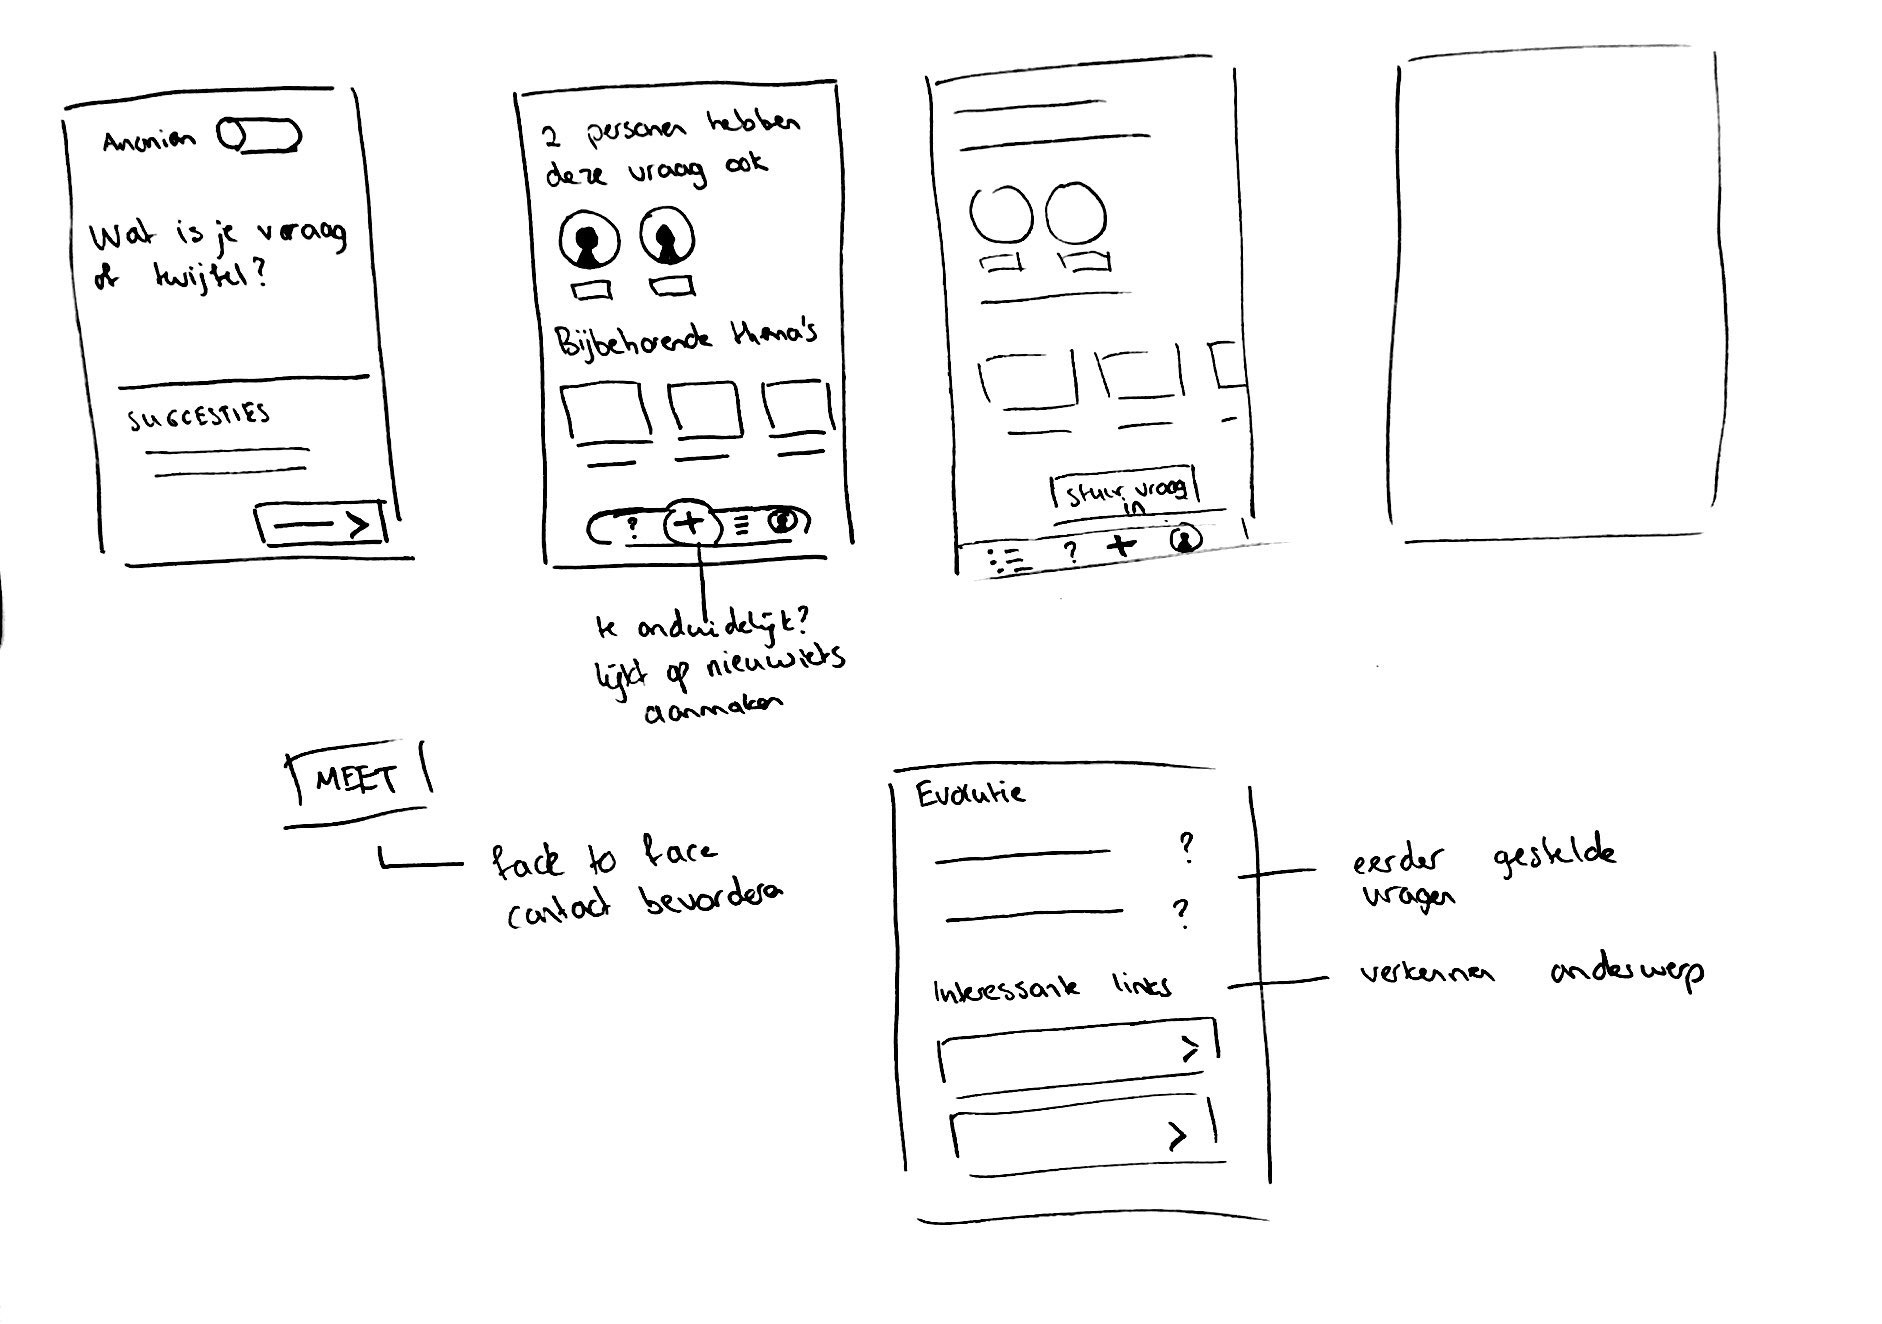 Anoniem
Wat is je vraag
of twijfel?
SUGGESTIES
2 personen hebben
deze vraag ook
Bijbehorende thema's
?
+
te onduidelijk?
lijkt op nieuw iets
aanmaken
stuur vraag
in
? +
MEET
face to face
contact bevorderen
Evolutie
?
?
Interessante links
>
>
eerder gestelde
vragen
verkennen onderwerp